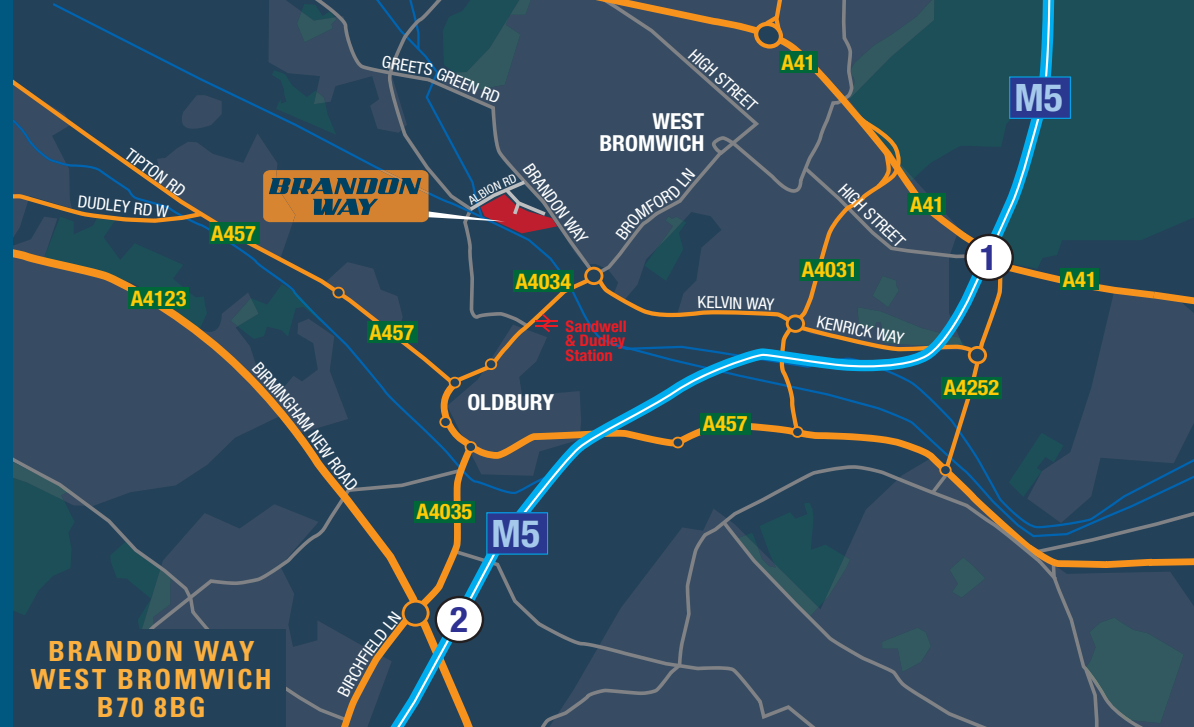 A41
HIGH STREET
GREETS GREEN RD
M5
WEST
BROMWICH
TIPTON RD
BRANDON
WAY
ALBION RD
BRANDON WAY
BROMFORD LN
DUDLEY RD W
HIGH STREET
A41
A457
A4031
1
A41
A4034
A4123
KELVIN WAY
KENRICK WAY
Sandwell
& Dudley
Station
A457
BIRMINGHAM NEW ROAD
OLDBURY
A4252
A457
A4035
M5
2
BIRCHFIELD LN
BRANDON WAY
WEST BROMWICH
B70 8BG